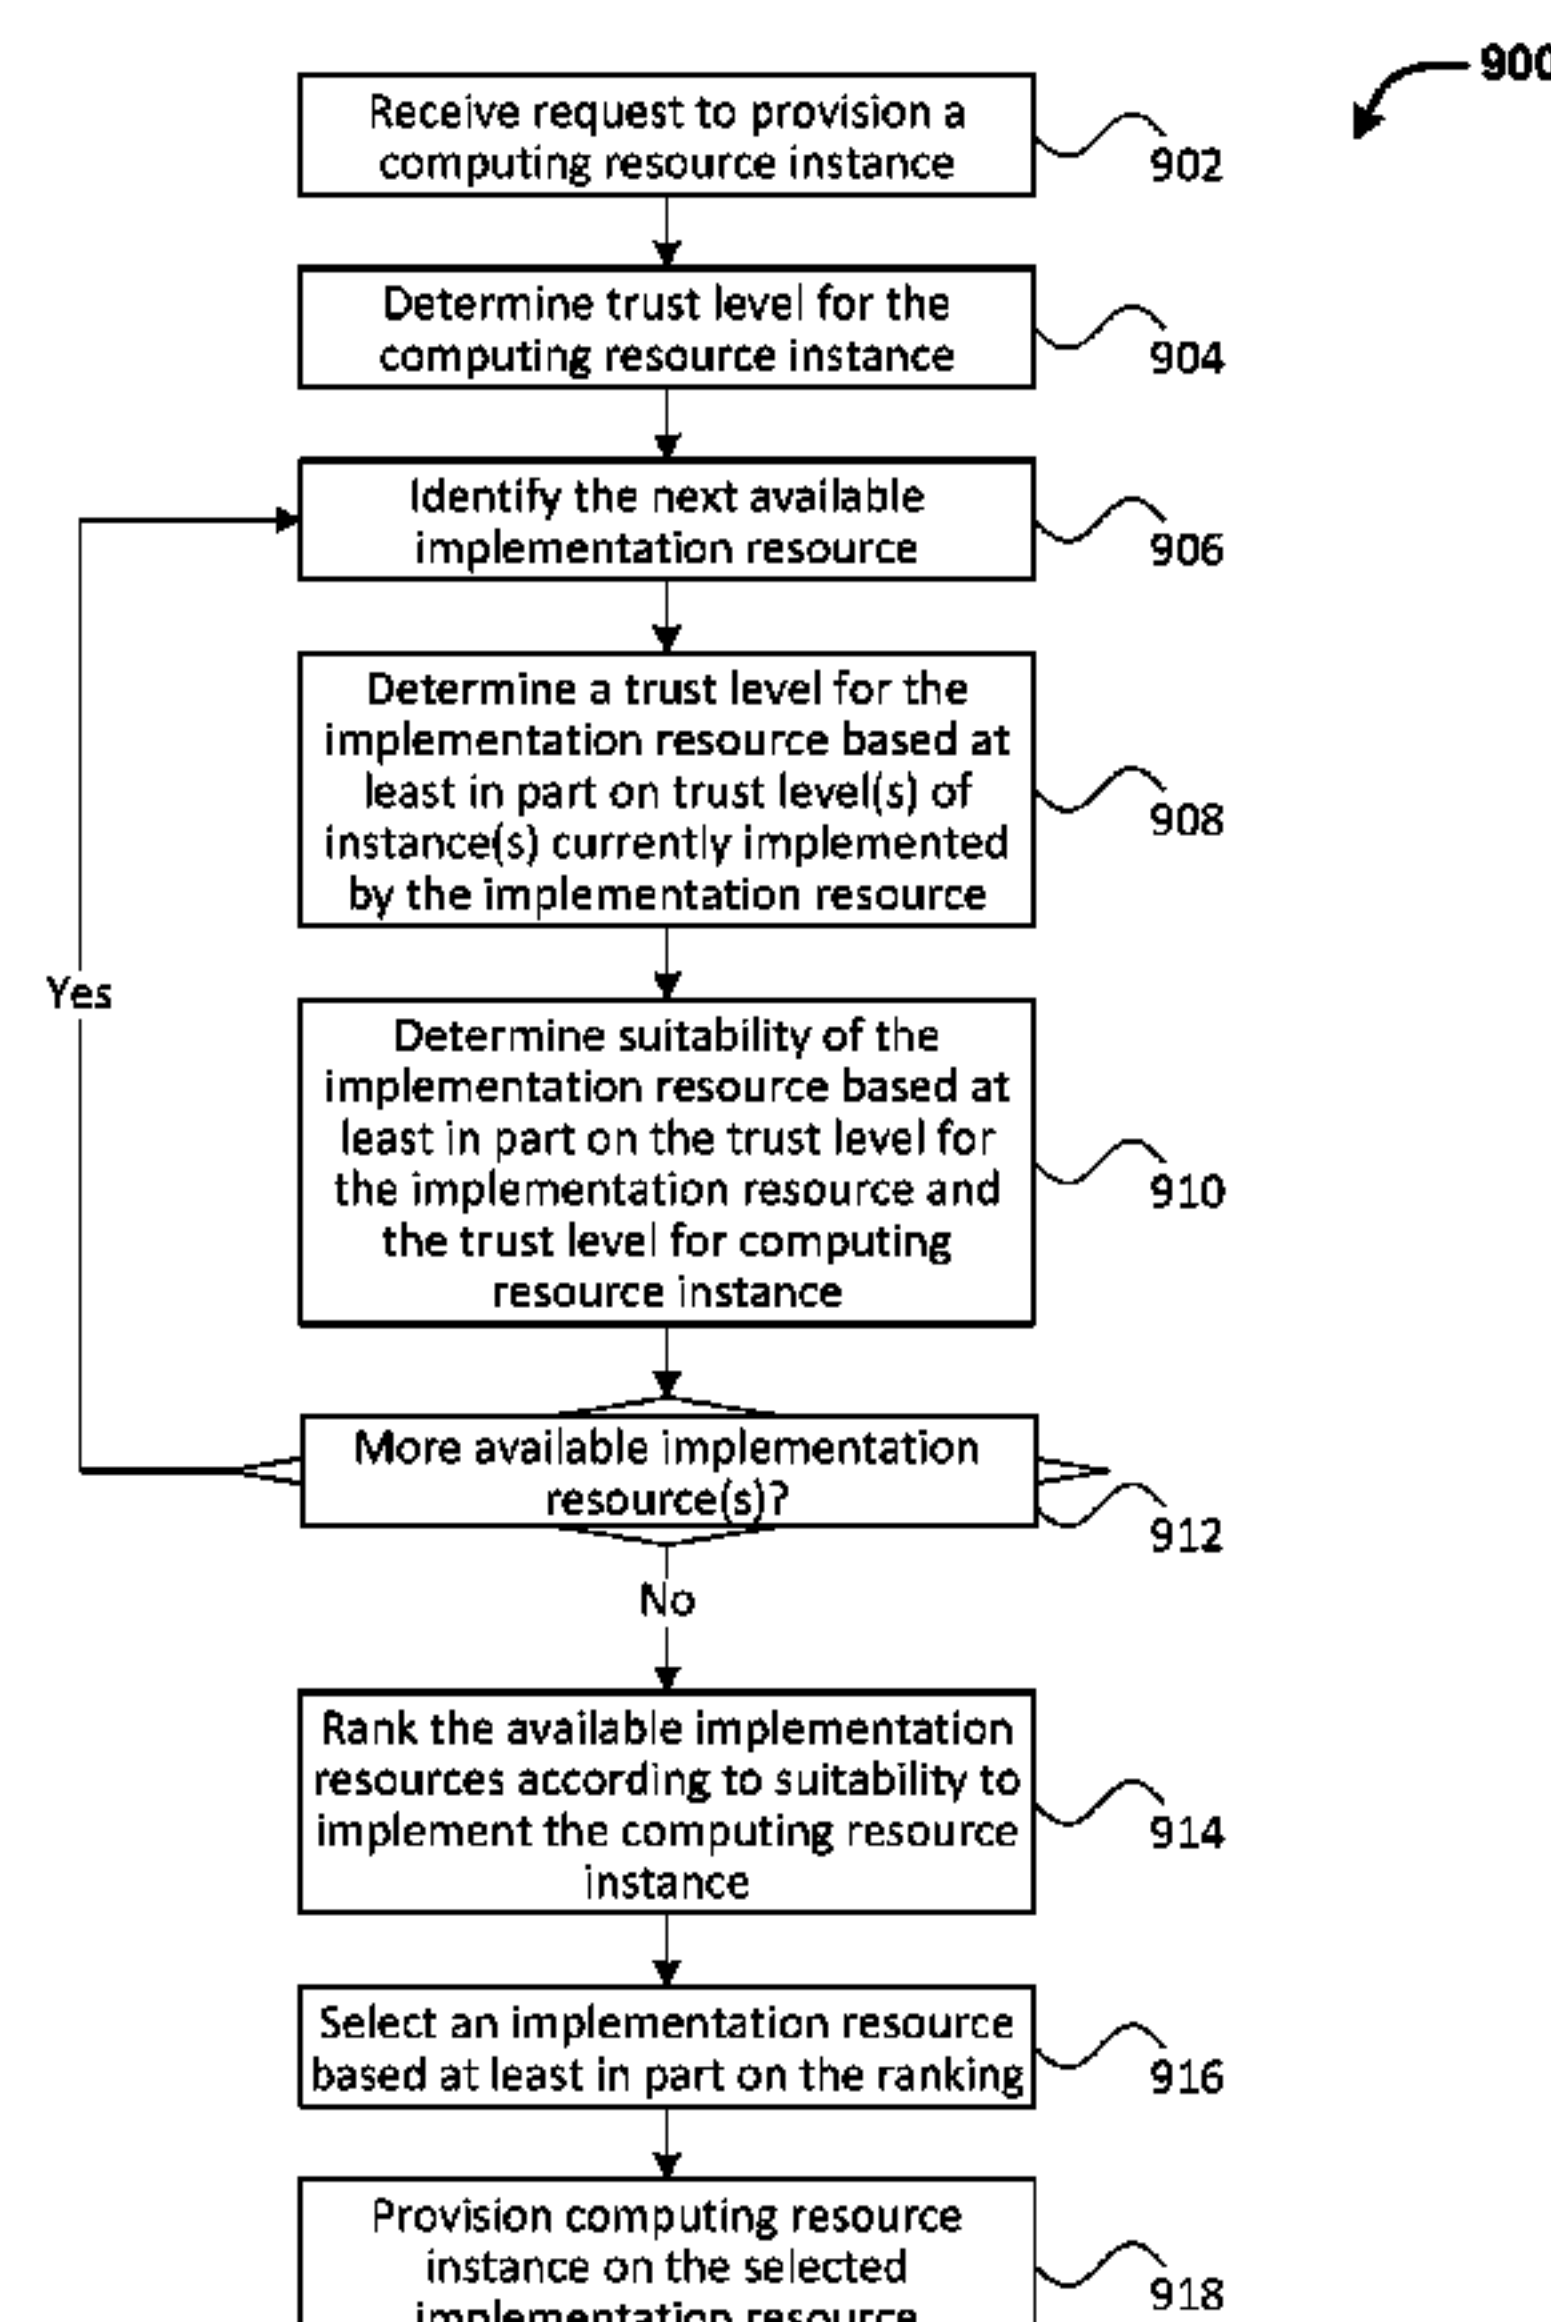 900
Receive request to provision a
computing resource instance
902
Determine trust level for the
computing resource instance
904
Identify the next available
implementation resource
906
Determine a trust level for the
implementation resource based at
least in part on trust level(s) of
instance(s) currently implemented
by the implementation resource
908
Yes
Determine suitability of the
implementation resource based at
least in part on the trust level for
the implementation resource and
the trust level for computing
resource instance
910
More available implementation
resource(s)?
912
No
Rank the available implementation
resources according to suitability to
implement the computing resource
instance
914
Select an implementation resource
based at least in part on the ranking
916
Provision computing resource
instance on the selected
implementation resource
918